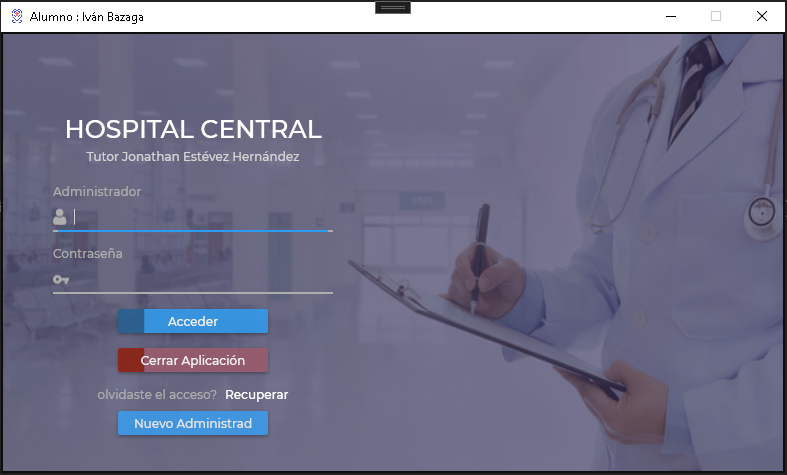 Alumno : Iván Bazaga
HOSPITAL CENTRAL
Tutor Jonathan Estévez Hernández
Administrador
Contraseña
Acceder
Cerrar Aplicación
olvidaste el acceso? Recuperar
Nuevo Administrad